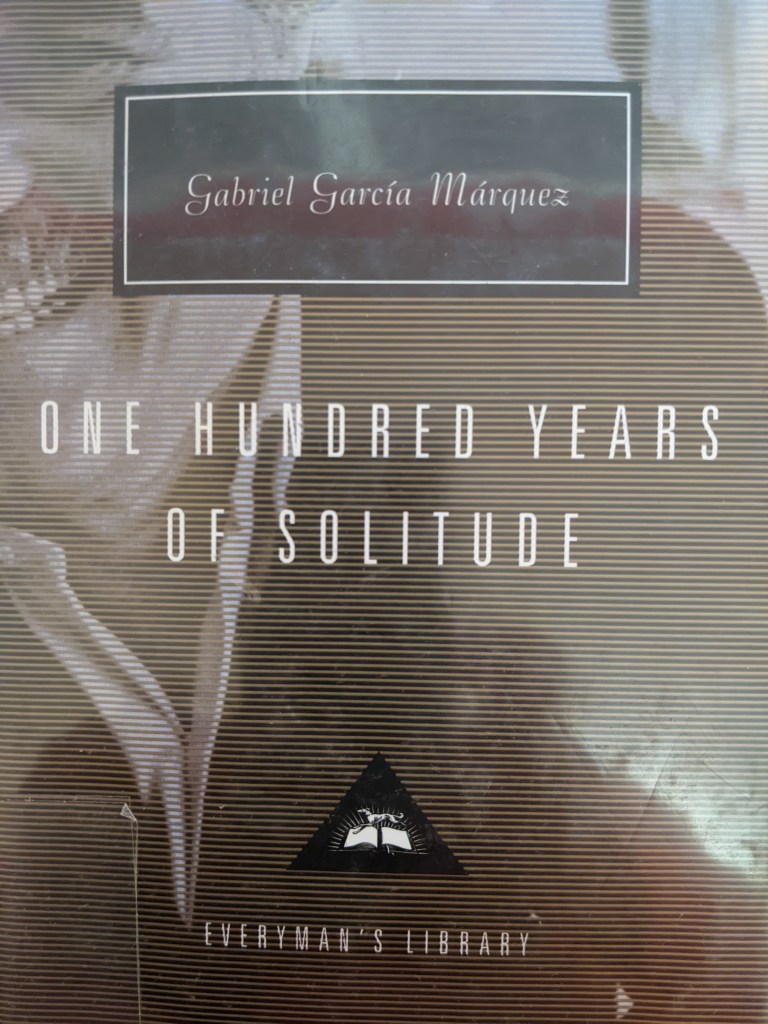 Gabriel García Márquez
ONE HUNDRED YEARS
OF SOLITUDE
EVERYMAN'S LIBRARY